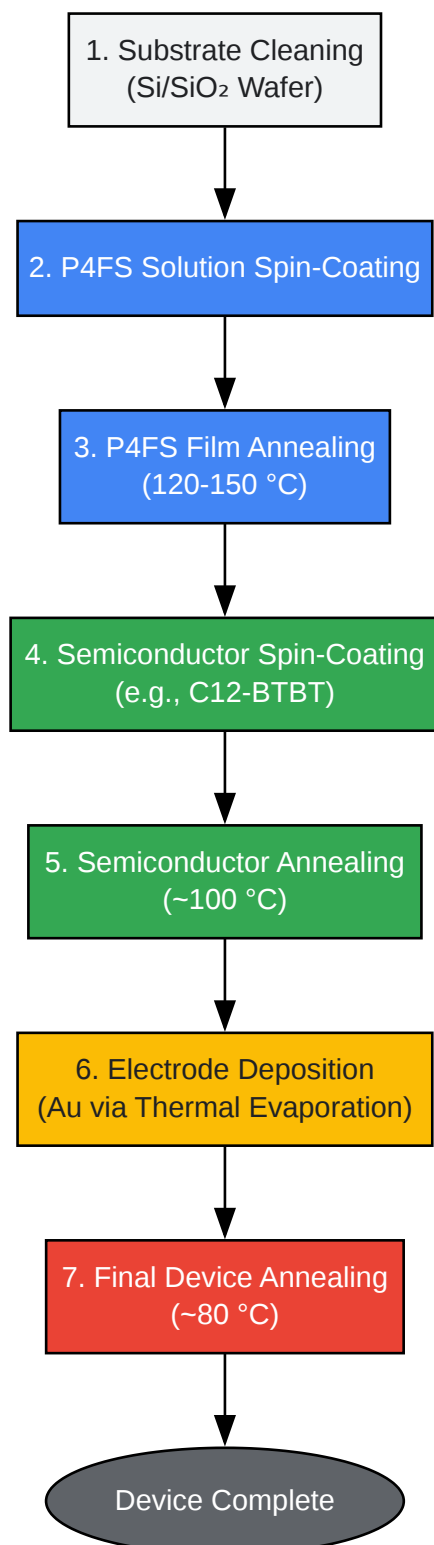 1. Substrate Cleaning
(Si/SiO₂ Wafer)
2. P4FS Solution Spin-Coating
3. P4FS Film Annealing
(120-150 °C)
4. Semiconductor Spin-Coating
(e.g., C12-BTBT)
5. Semiconductor Annealing
(~100 °C)
6. Electrode Deposition
(Au via Thermal Evaporation)
7. Final Device Annealing
(~80 °C)
Device Complete